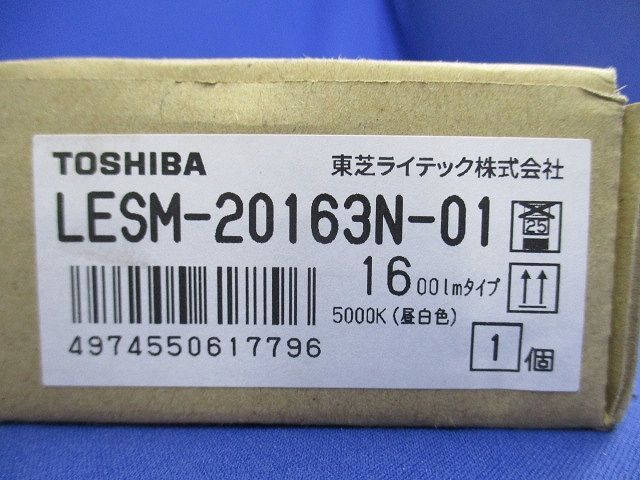 TOSHIBA 東芝ライテック株式会社
LESM-20163N-01
25
1600lmタイプ
5000K(昼白色)
4974550617796
1個